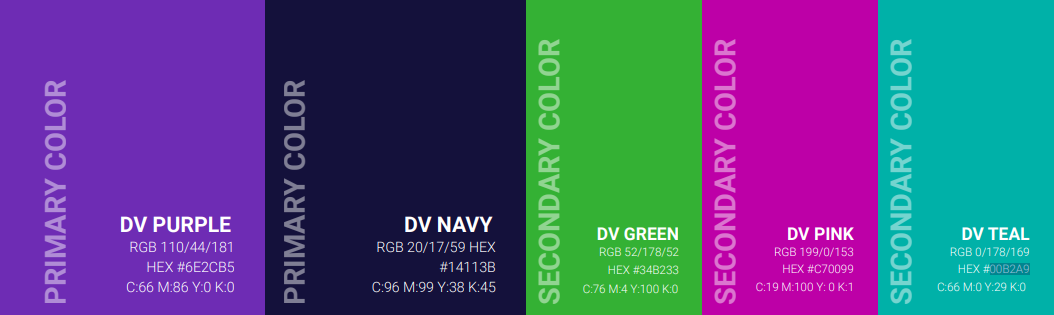 PRIMARY COLOR
DV PURPLE
RGB 110/44/181
HEX #6E2CB5
C:66 M:86 Y:0 K:0
PRIMARY COLOR
DV NAVY
RGB 20/17/59 HEX
#14113B
C:96 M:99 Y:38 K:45
SECONDARY COLOR
DV GREEN
RGB 52/178/52
HEX #34B233
C:76 M:4 Y:100 K:0
SECONDARY COLOR
DV PINK
RGB 199/0/153
HEX #C70099
C:19 M:100 Y: 0 K:1
SECONDARY COLOR
DV TEAL
RGB 0/178/169
HEX #00B2A9
C:66 M:0 Y:29 K:0